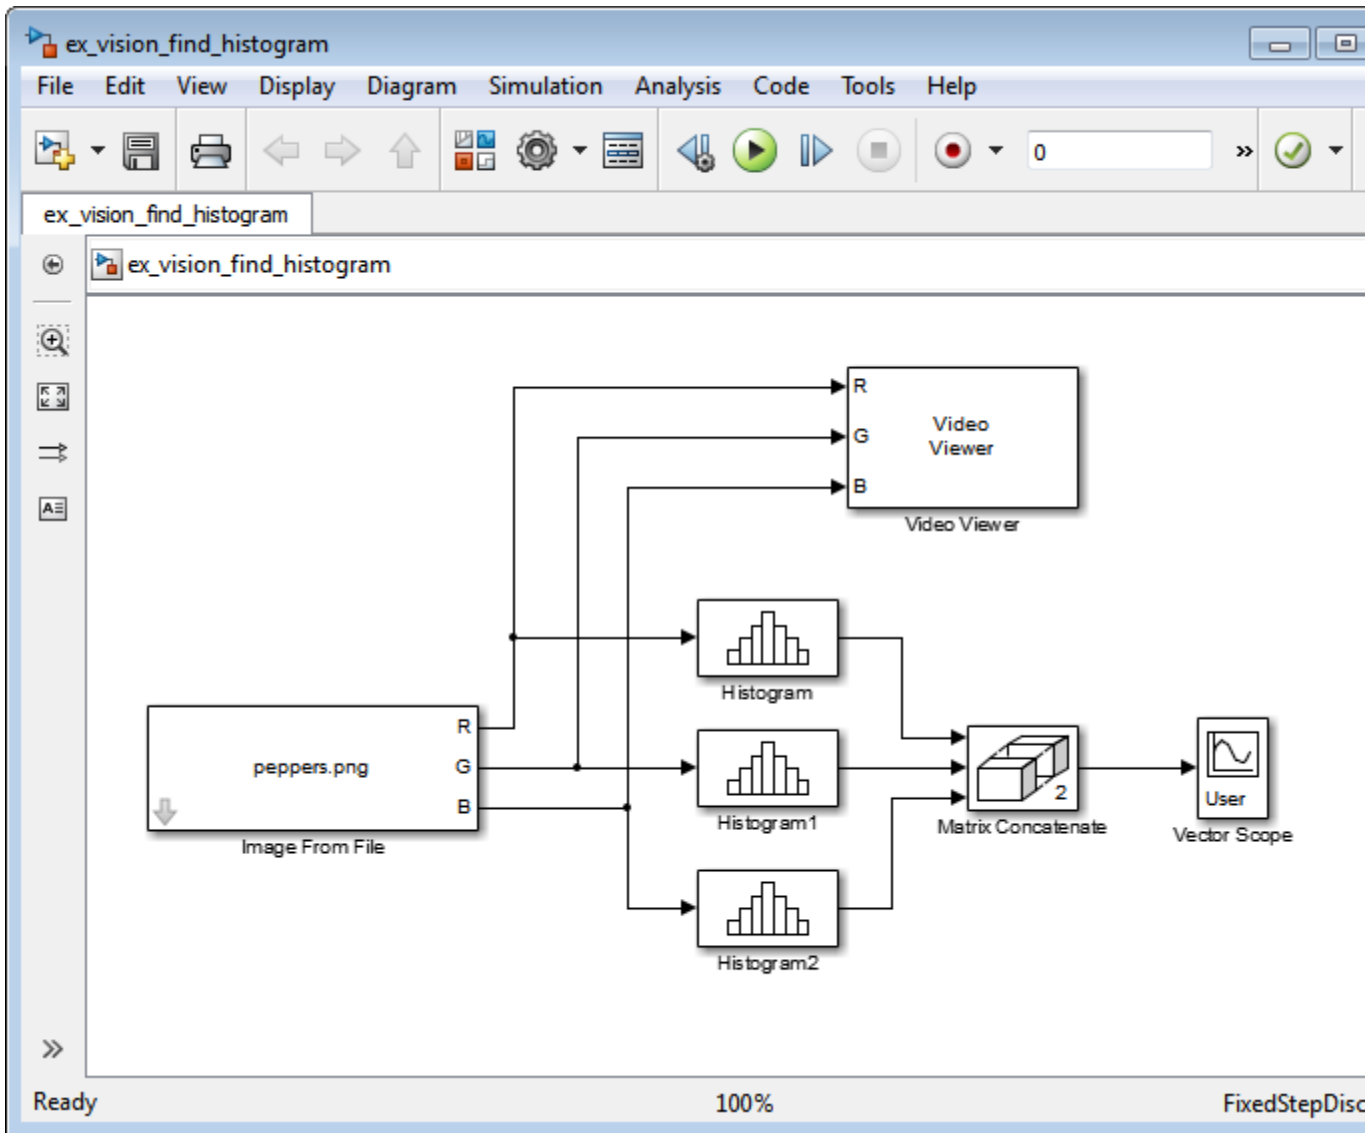 ex_vision_find_histogram
File Edit View Display Diagram Simulation Analysis Code Tools Help
0 »
ex_vision_find_histogram
ex_vision_find_histogram
R
G
B
Video
Viewer
Video Viewer
Histogram
peppers.png
R
G
B
Image From File
Histogram1
2
Matrix Concatenate
User
Vector Scope
Histogram2
Ready 100% FixedStepDisc